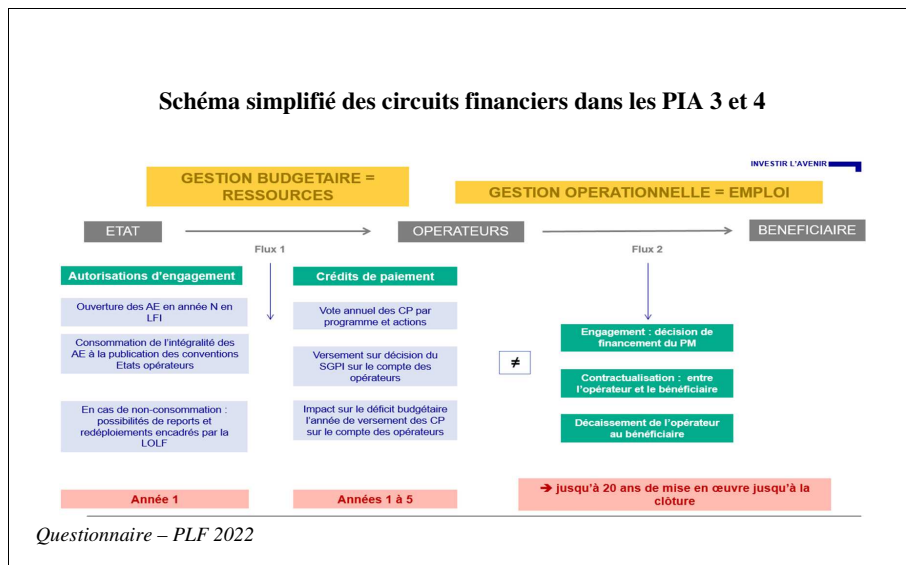 Schéma simplifié des circuits financiers dans les PIA 3 et 4
INVESTIR L'AVENIR
GESTION BUDGETAIRE =
RESSOURCES
GESTION OPERATIONNELLE = EMPLOI
ETAT
OPERATEURS
BENEFICIAIRE
Flux 1
Flux 2
Autorisations d'engagement
Ouverture des AE en année N en
LFI
Consommation de l'intégralité des
AE à la publication des conventions
Etats opérateurs
En cas de non-consommation :
possibilités de reports et
redéploiements encadrés par la
LOLF
Année 1
Crédits de paiement
Vote annuel des CP par
programme et actions
Versement sur décision du
SGPI sur le compte des
opérateurs
Impact sur le déficit budgétaire
l'année de versement des CP
sur le compte des opérateurs
Années 1 à 5
≠
Engagement : décision de
financement du PM
Contractualisation : entre
l'opérateur et le bénéficiaire
Décaissement de l'opérateur
au bénéficiaire
➔ jusqu'à 20 ans de mise en œuvre jusqu'à la
clôture
Questionnaire – PLF 2022